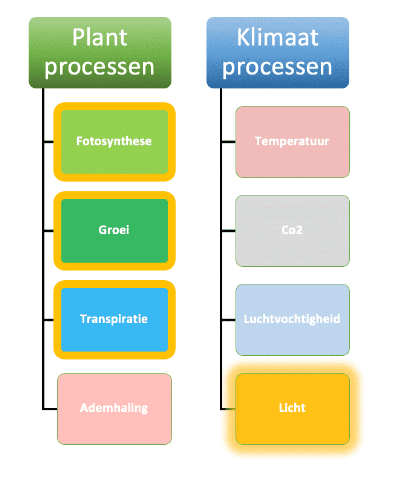 Plant
processen
Fotosynthese
Groei
Transpiratie
Ademhaling
Klimaat
processen
Temperatuur
Co2
Luchtvochtigheid
Licht